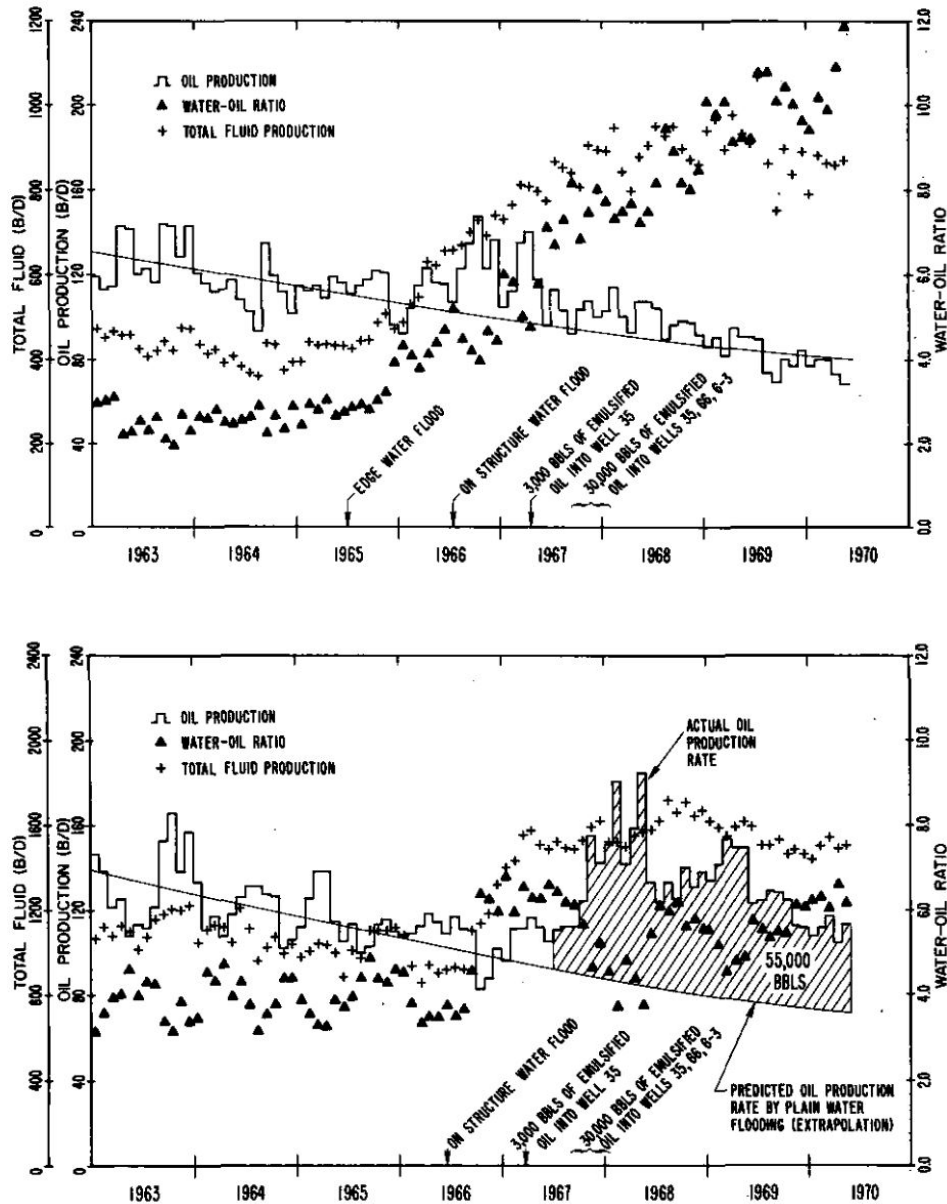 1200
1000
800
600
400
200
0
TOTAL FLUID (B/D)
240
200
160
120
80
40
0
OIL PRODUCTION (B/D)
OIL PRODUCTION
WATER-OIL RATIO
TOTAL FLUID PRODUCTION
EDGE WATER FLOOD
ON STRUCTURE WATER FLOOD
3,000 BBLS OF EMULSIFIED
OIL INTO WELL 35
30,000 BBLS OF EMULSIFIED
OIL INTO WELLS 35, 66, 6-3
12.0
10.0
8.0
6.0
4.0
2.0
0.0
WATER-OIL RATIO
1963 1964 1965 1966 1967 1968 1969 1970
2400
2000
1600
1200
800
400
0
TOTAL FLUID (B/D)
240
200
160
120
80
40
0
OIL PRODUCTION (B/D)
OIL PRODUCTION
WATER-OIL RATIO
TOTAL FLUID PRODUCTION
ACTUAL OIL
PRODUCTION
RATE
55,000
BBLS
ON STRUCTURE WATER FLOOD
3,000 BBLS OF EMULSIFIED
OIL INTO WELL 35
30,000 BBLS OF EMULSIFIED
OIL INTO WELLS 35, 66, 6-3
PREDICTED OIL PRODUCTION
RATE BY PLAIN WATER
FLOODING (EXTRAPOLATION)
12.0
10.0
8.0
6.0
4.0
2.0
0.0
WATER-OIL RATIO
1963 1964 1965 1966 1967 1968 1969 1970